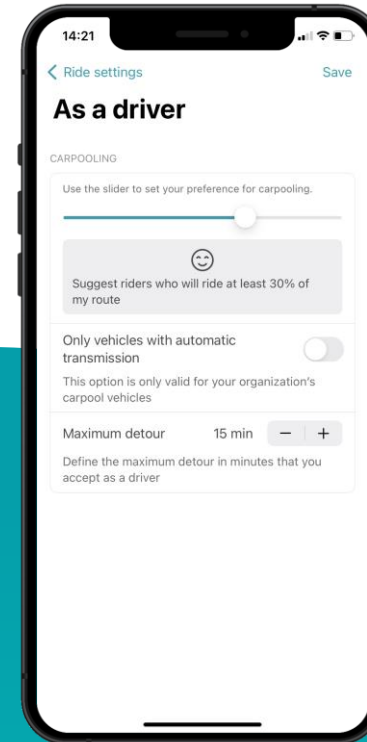 14:21
Ride settings
Save
As a driver
CARPOOLING
Use the slider to set your preference for carpooling.
Suggest riders who will ride at least 30% of
my route
Only vehicles with automatic
transmission
This option is only valid for your organization's
carpool vehicles
Maximum detour 15 min − +
Define the maximum detour in minutes that you
accept as a driver